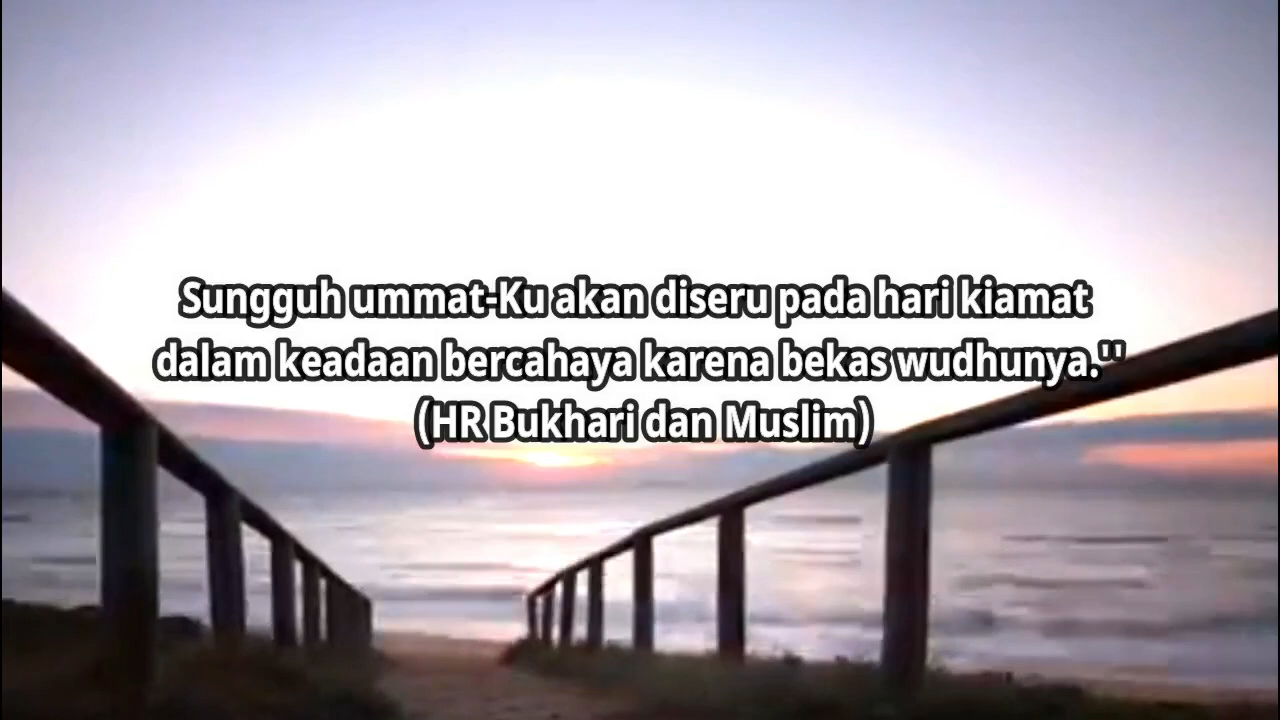 Sungguh ummat-Ku akan diseru pada hari kiamat
dalam keadaan bercahaya karena bekas wudhunya."
(HR Bukhari dan Muslim)